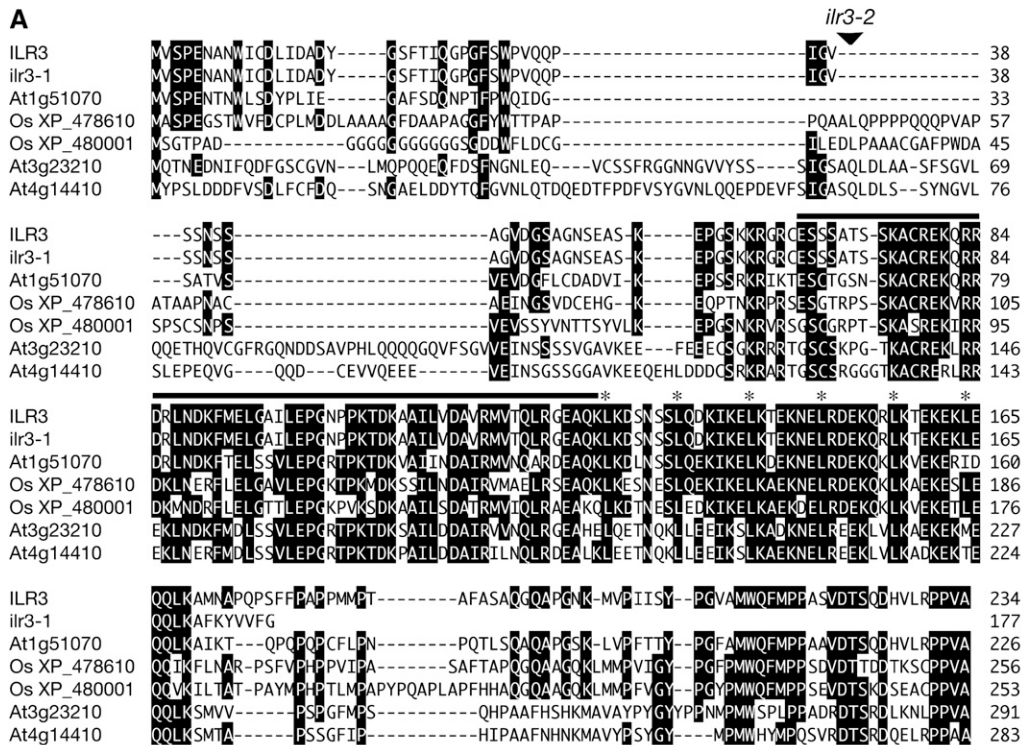 A
ilr3-2
ILR3 MVSPENANWICDLIDADY-----GSFTIQGPGFSWPVQQP----------------------IGV------------- 38
ilr3-1 MVSPENANWICDLIDADY-----GSFTIQGPGFSWPVQQP----------------------IGV------------- 38
At1g51070 MVSPENTNWLSDYPLIE------GAFSDQNPTFPWQIDG--------------------------------------- 33
Os XP_478610 MASPEGSTWVFDCPLMDDLAAAAGFDAAPAGGFYWTTPAP----------------------PQAALQPPPPQQQPVAP 57
Os XP_480001 MSGTPAD-----------GGGGGGGGGGGGSGDDWFLDCG----------------------ILEDLPAAACGAFPWDA 45
At3g23210 MQTNEDNIFQDFGSCGVN---LMQPQQEQFDSFNGNLEQ----VCSSFRGGNNGVVYSS---SIGSAQLDLAASFSGVL 69
At4g14410 MYPSLDDDFVSDLFCFDQ---SNGAELDDYTQFGVNLQTDQEDTFPDFVSYGVNLQQEPDEVFSIGASQLDLS--SYNGVL 76
ILR3 ---SSNSS------------------------AGVDGSAGNSEAS-K-----EPGSKKRGRCESSSATS-SKACREKQRR 84
ilr3-1 ---SSNSS------------------------AGVDGSAGNSEAS-K-----EPGSKKRGRCESSSATS-SKACREKQRR 84
At1g51070 ---SATVS------------------------VEVDGFLCDADVI-K-----EPSSRKRIKTESCTGSN-SKACREKQRR 79
Os XP_478610 ATAAPNAC------------------------AEINGSVDCEHG--K-----EQPTNKRPRSESGTRPS-SKACREKVRR 105
Os XP_480001 SPSCSNPS------------------------VEVSSYVNTTSYVLK-----EPGSNKRVRSGSCGRPT-SKASREKIRR 95
At3g23210 QQETHQVCGFRGQNDDSAVPHLQQQQGQVFSGVVEINSSSSVGAVKEE---FEEECSGKRRRTGSCSKPG-TKACREKLRR 146
At4g14410 SLEPEQVG---QQD--CEVVQEEE--------VEINSGSSGGAVKEEQEHLDDDCSRKRARTGSCSRGGGTKACRERLRR 143
* * * * * *
ILR3 DRLNDKFMELGAILEPGNPPKTDKAAILVDAVRMVTQLRGEAQKLKDSNSSLQDKIKELKTEKNELRDEKQRLKTEKEKLE 165
ilr3-1 DRLNDKFMELGAILEPGNPPKTDKAAILVDAVRMVTQLRGEAQKLKDSNSSLQDKIKELKTEKNELRDEKQRLKTEKEKLE 165
At1g51070 DRLNDKFTELSSVLEPGRTPKTDKVAIINDAIRMVNQARDEAQKLKDLNSSLQEKIKELKDEKNELRDEKQKLKVEKERID 160
Os XP_478610 DKLNERFLELGAVLEPGKTPKMDKSSILNDAIRVMAELRSEAQKLKESNESLQEKIKELKAEKNELRDEKQKLKAEKESLE 186
Os XP_480001 DKMNDRFLELGTTLEPGKPVKSDKAAILSDATRMVIQLRAEAKQLKDTNESLEDKIKELKAEKDELRDEKQKLKVEKETLE 176
At3g23210 EKLNDKFMDLSSVLEPGRTPKTDKSAILDDAIRVVNQLRGEAHELQETNQKLLEEIKSLKADKNELREEKLVLKAEKEKME 227
At4g14410 EKLNERFMDLSSVLEPGRTPKTDKPAILDDAIRILNQLRDEALKLEETNQKLLEEIKSLKAEKNELREEKLVLKADKEKTE 224
ILR3 QQLKAMNAPQPSFFPAPPMMPT--------AFASAQGQAPGNK-MVPIISY--PGVAMWQFMPPASVDTSQDHVLRPPVA 234
ilr3-1 QQLKAFKYVVFG 177
At1g51070 QQLKAIKT---QPQPQPCFLPN--------PQTLSQAQAPGSK-LVPFTTY--PGFAMWQFMPPAAVDTSQDHVLRPPVA 226
Os XP_478610 QQIKFLNAR-PSFVPHPPVIPA--------SAFTAPQGQAAGQKLMMPVIGY--PGFPMWQFMPPSDVDTTDDTKSCPPVA 256
Os XP_480001 QQVKILTAT-PAYMPHPTLMPAPYPQAPLAPFHHAQGQAAGQKLMMPFVGY--PGYPMWQFMPPSEVDTSKDSEACPPVA 253
At3g23210 QQLKSMVV------PSPGFMPS--------QHPAAFHSHKMAVAYPYGYYPPNMPMWSPLPPADRDTSRDLKNLPPVA 291
At4g14410 QQLKSMTA------PSSGFIP---------HIPAAFNHNKMAVYPSYGY---MPMWHYMPQSVRDTSRDQELRPPAA 283